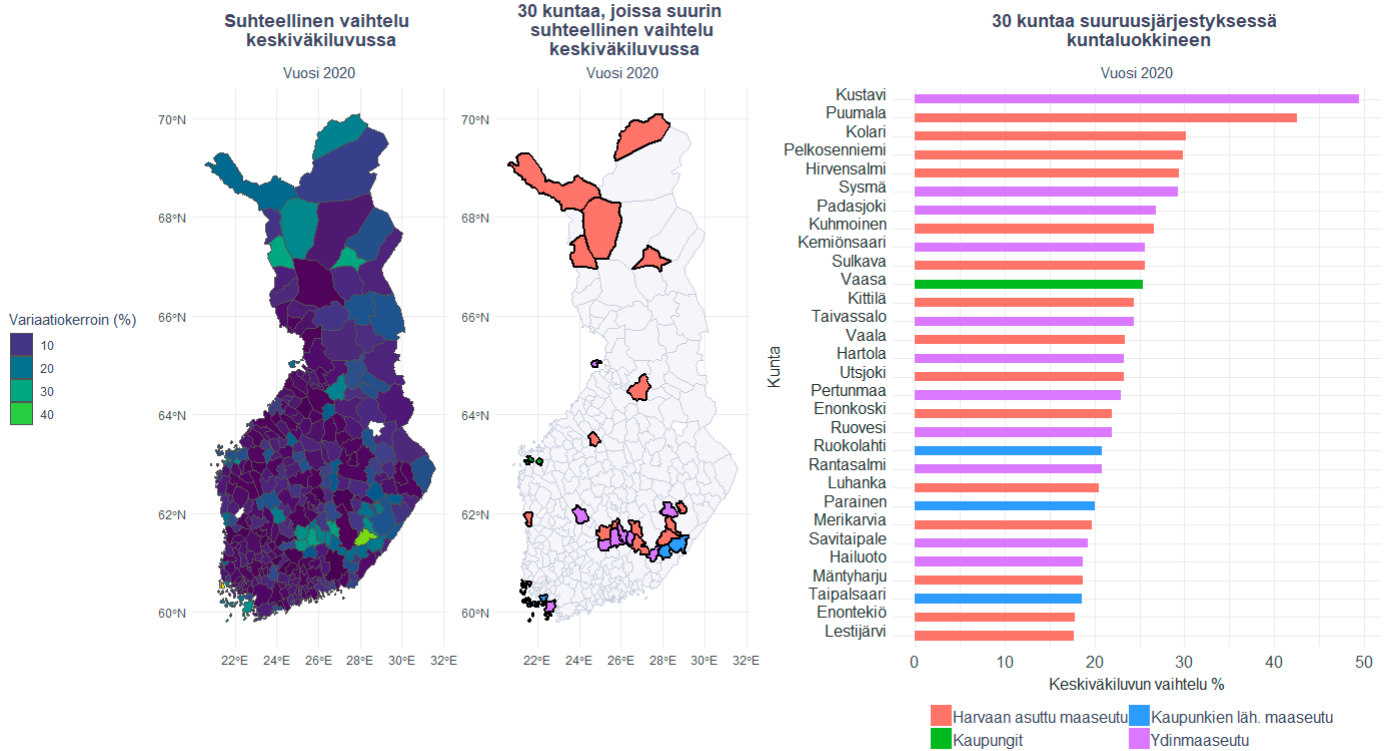 Suhteellinen vaihtelu
keskiväkiluvussa
Vuosi 2020
Variaatiokerroin (%)
10
20
30
40
70°N
68°N
66°N
64°N
62°N
60°N
22°E
24°E
26°E
28°E
30°E
32°E
30 kuntaa, joissa suurin
suhteellinen vaihtelu
keskiväkiluvussa
Vuosi 2020
70°N
68°N
66°N
64°N
62°N
60°N
22°E
24°E
26°E
28°E
30°E
32°E
30 kuntaa suuruusjärjestyksessä
kuntaluokkineen
Vuosi 2020
Kunta
Kustavi
Puumala
Kolari
Pelkosenniemi
Hirvensalmi
Sysmä
Padasjoki
Kuhmoinen
Kemiönsaari
Sulkava
Vaasa
Kittilä
Taivassalo
Vaala
Hartola
Utsjoki
Pertunmaa
Enonkoski
Ruovesi
Ruokolahti
Rantasalmi
Luhanka
Parainen
Merikarvia
Savitaipale
Hailuoto
Mäntyharju
Taipalsaari
Enontekiö
Lestijärvi
0
10
20
30
40
50
Keskiväkiluvun vaihtelu %
Harvaan asuttu maaseutu
Kaupunkien läh. maaseutu
Kaupungit
Ydinmaaseutu